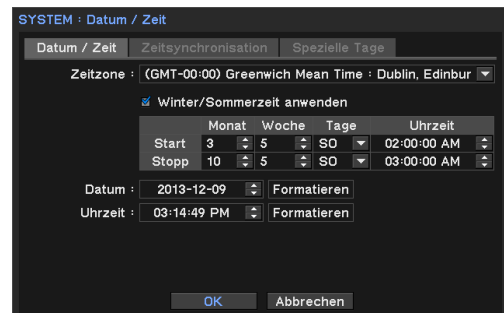 SYSTEM : Datum / Zeit
Datum / Zeit Zeitsynchronisation Spezielle Tage
Zeitzone : (GMT-00:00) Greenwich Mean Time : Dublin, Edinbur
Winter/Sommerzeit anwenden
Monat Woche Tage Uhrzeit
Start 3 5 SO 02:00:00 AM
Stopp 10 5 SO 03:00:00 AM
Datum : 2013-12-09 Formatieren
Uhrzeit : 03:14:49 PM Formatieren
OK Abbrechen